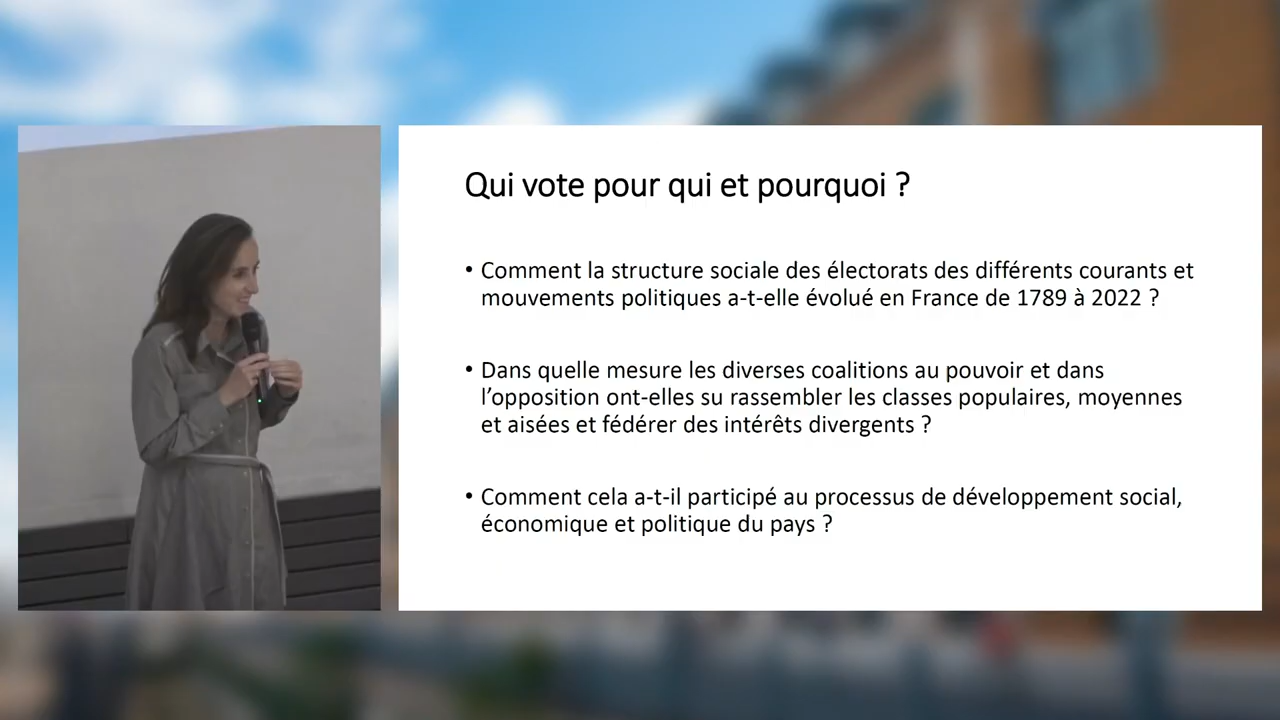 Qui vote pour qui et pourquoi ?
• Comment la structure sociale des électorats des différents courants et
mouvements politiques a-t-elle évolué en France de 1789 à 2022 ?
• Dans quelle mesure les diverses coalitions au pouvoir et dans
l’opposition ont-elles su rassembler les classes populaires, moyennes
et aisées et fédérer des intérêts divergents ?
• Comment cela a-t-il participé au processus de développement social,
économique et politique du pays ?